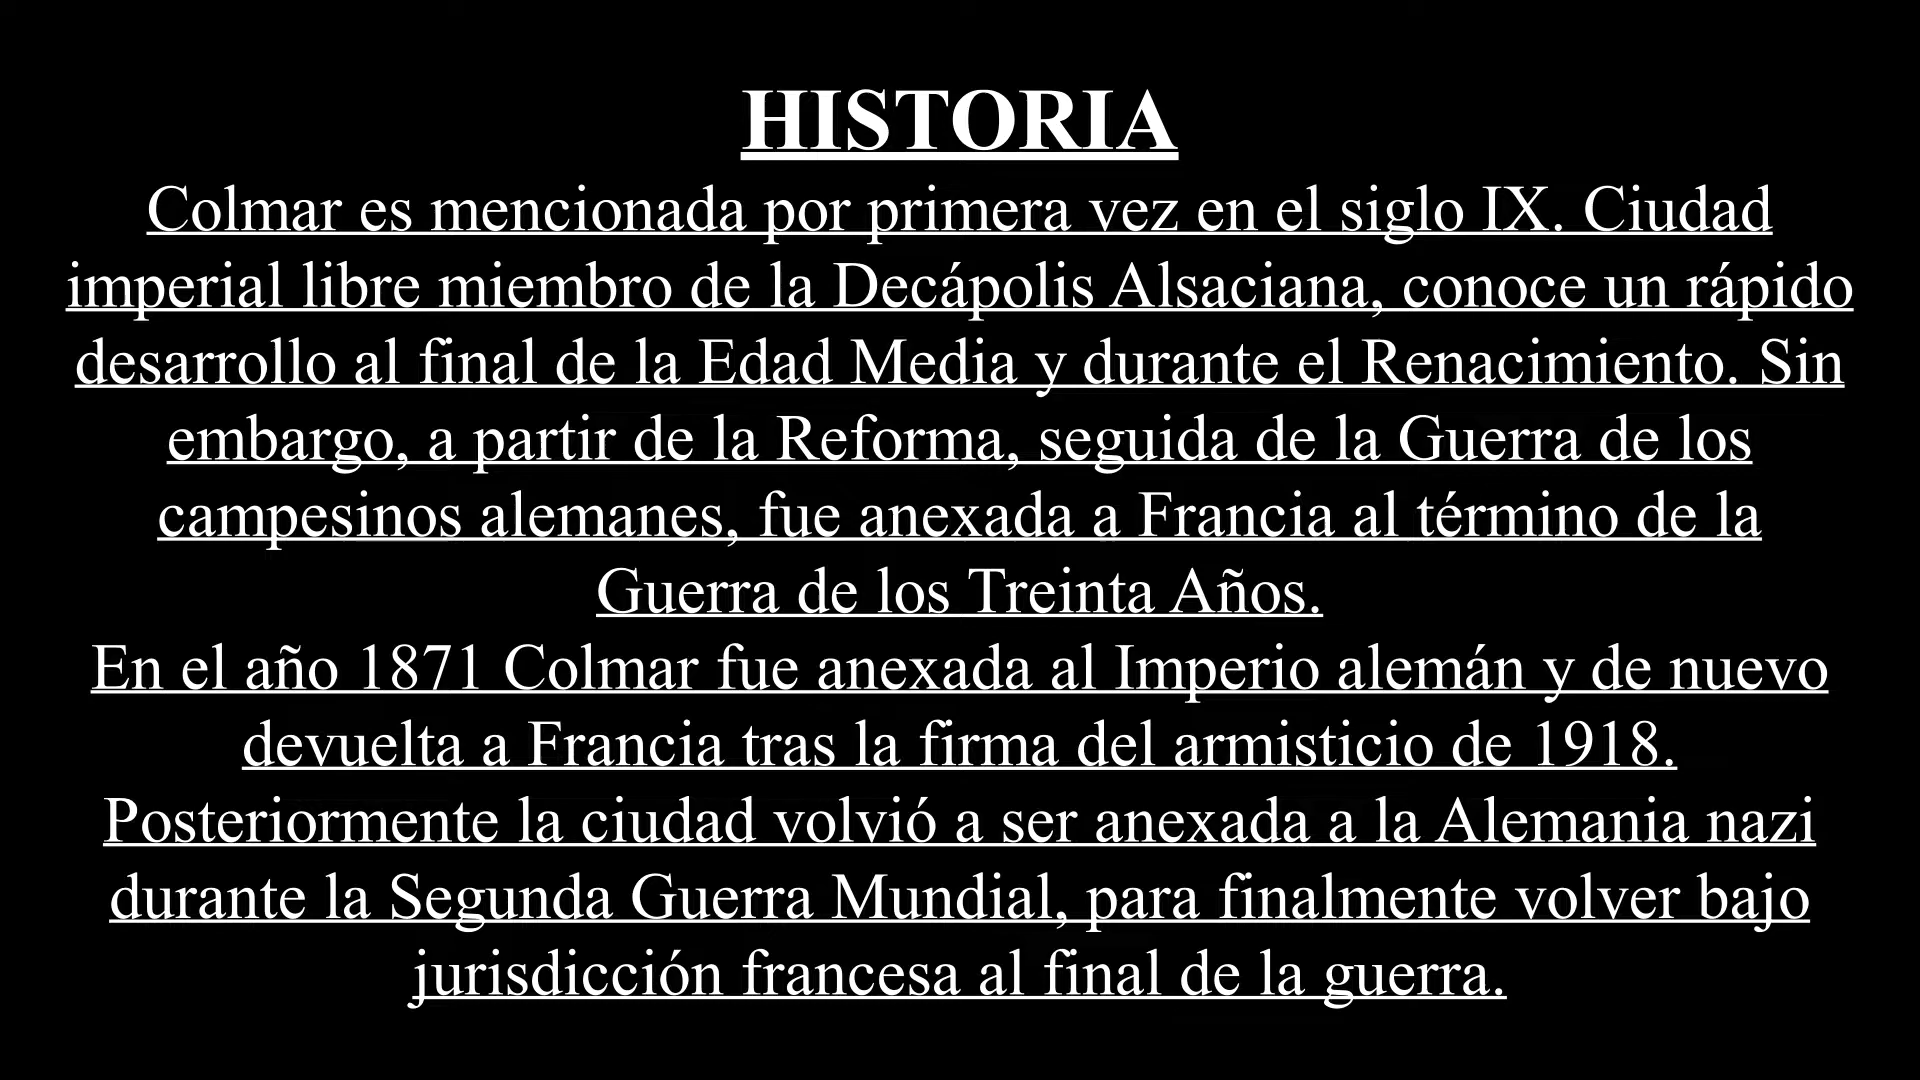 HISTORIA
Colmar es mencionada por primera vez en el siglo IX. Ciudad
imperial libre miembro de la Decápolis Alsaciana, conoce un rápido
desarrollo al final de la Edad Media y durante el Renacimiento. Sin
embargo, a partir de la Reforma, seguida de la Guerra de los
campesinos alemanes, fue anexada a Francia al término de la
Guerra de los Treinta Años.
En el año 1871 Colmar fue anexada al Imperio alemán y de nuevo
devuelta a Francia tras la firma del armisticio de 1918.
Posteriormente la ciudad volvió a ser anexada a la Alemania nazi
durante la Segunda Guerra Mundial, para finalmente volver bajo
jurisdicción francesa al final de la guerra.